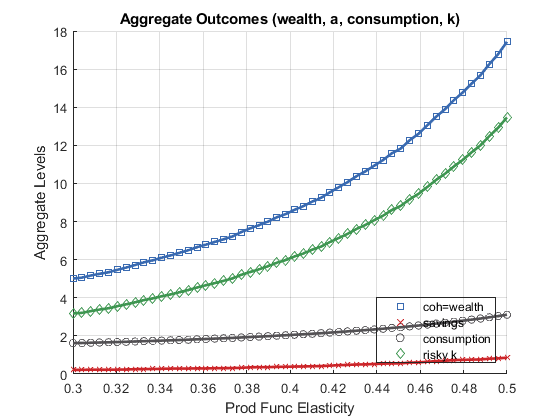 Aggregate Outcomes (wealth, a, consumption, k)
18
16
14
12
10
8
6
4
2
0
Aggregate Levels
coh=wealth
savings
consumption
risky k
0.3 0.32 0.34 0.36 0.38 0.4 0.42 0.44 0.46 0.48 0.5
Prod Func Elasticity